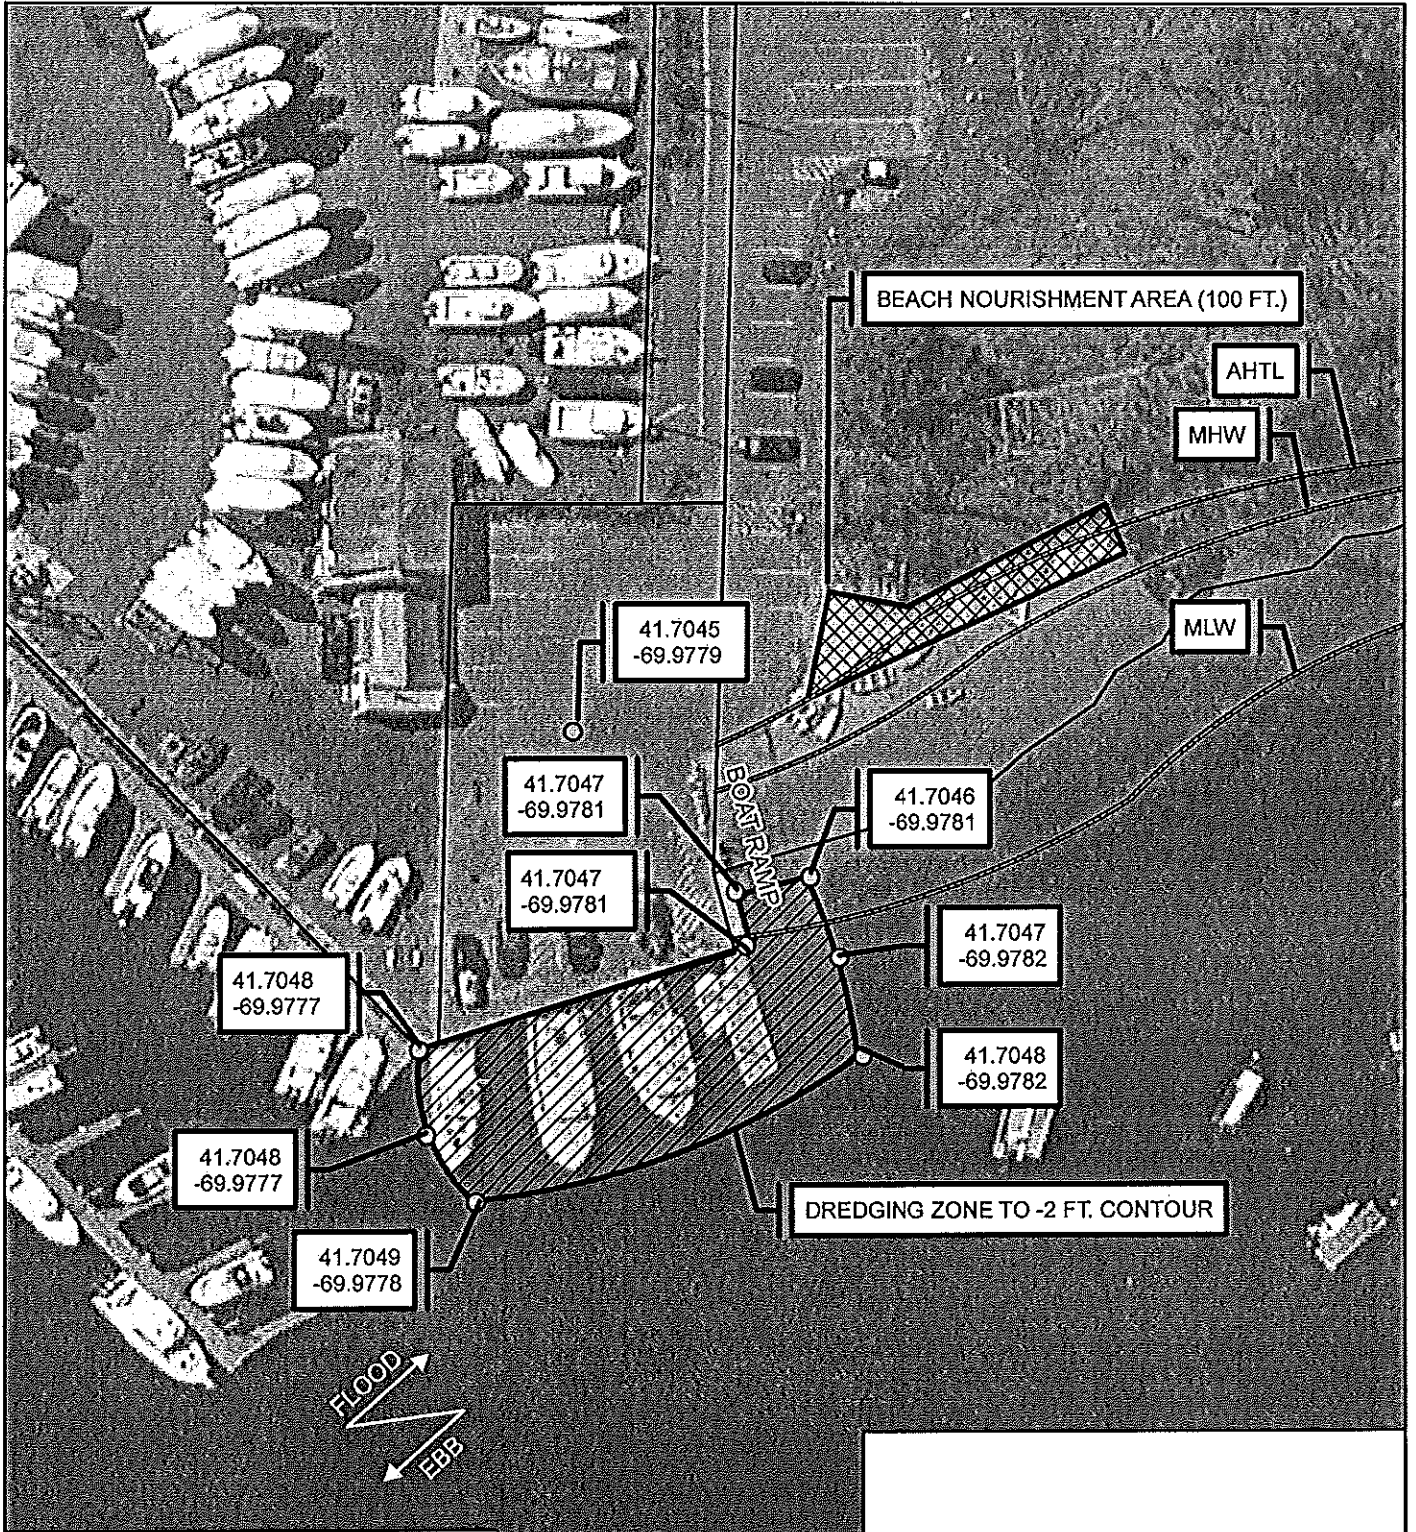 BEACH NOURISHMENT AREA (100 FT.)
AHTL
MHW
41.7045
-69.9779
MLW
41.7047
-69.9781
BOAT RAMP
41.7046
-69.9781
41.7047
-69.9781
41.7047
-69.9782
41.7048
-69.9777
41.7048
-69.9782
41.7048
-69.9777
DREDGING ZONE TO -2 FT. CONTOUR
41.7049
-69.9778
FLOOD
EBB